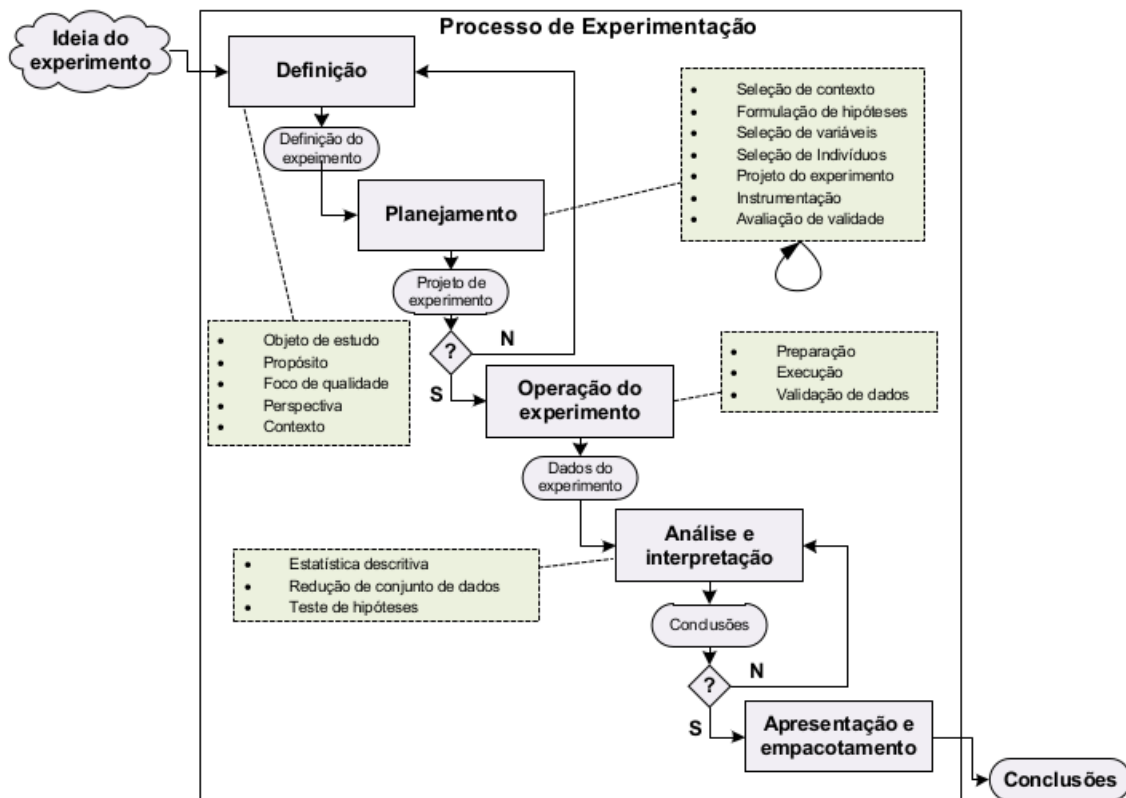 Processo de Experimentação
Ideia do
experimento
Definição
Definição do
expeimento
• Seleção de contexto
• Formulação de hipóteses
• Seleção de variáveis
• Seleção de Indivíduos
• Projeto do experimento
• Instrumentação
• Avaliação de validade
Planejamento
Projeto de
experimento
?
N
S
• Objeto de estudo
• Propósito
• Foco de qualidade
• Perspectiva
• Contexto
Operação do
experimento
• Preparação
• Execução
• Validação de dados
Dados do
experimento
Análise e
interpretação
• Estatística descritiva
• Redução de conjunto de dados
• Teste de hipóteses
Conclusões
?
N
S
Apresentação e
empacotamento
Conclusões